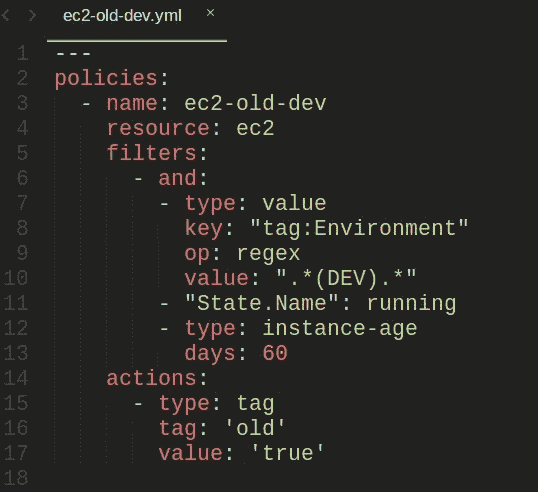 ec2-old-dev.yml ×
1 ---
2 policies:
3   - name: ec2-old-dev
4     resource: ec2
5     filters:
6       - and:
7         - type: value
8           key: "tag:Environment"
9           op: regex
10           value: ".*(DEV).*"
11         - "State.Name": running
12         - type: instance-age
13           days: 60
14     actions:
15       - type: tag
16         tag: 'old'
17         value: 'true'
18